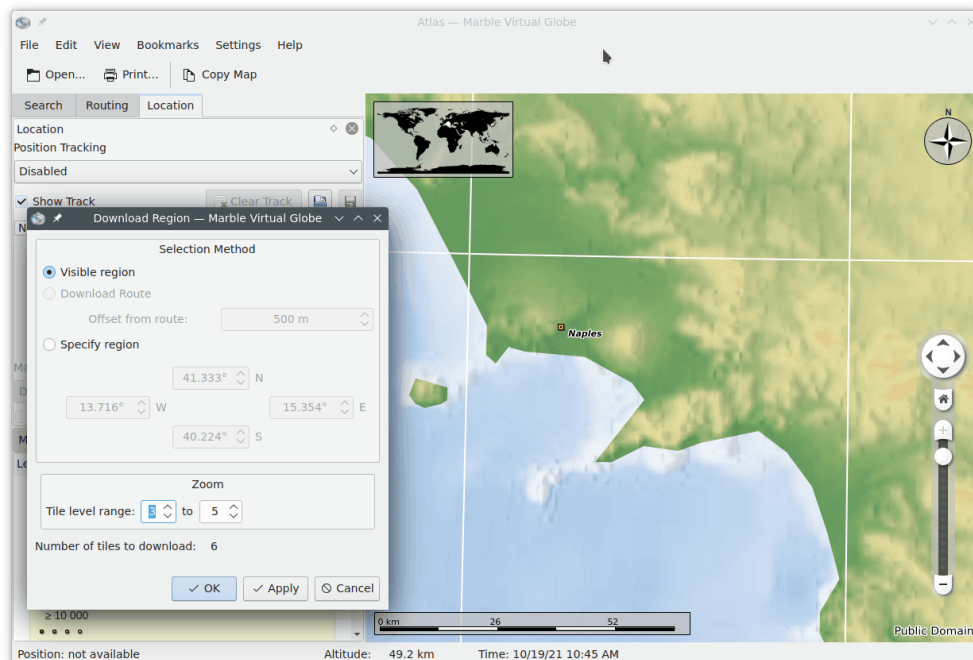 Atlas — Marble Virtual Globe
File Edit View Bookmarks Settings Help
Open... Print... Copy Map
Search Routing Location
Location
Position Tracking
Disabled
Show Track Clear Track
Download Region — Marble Virtual Globe
Selection Method
Visible region
Download Route
Offset from route: 500 m
Specify region
41.333° N
13.716° W 15.354° E
40.224° S
Zoom
Tile level range: 3 to 5
Number of tiles to download: 6
OK Apply Cancel
≥ 10 000
N
Naples
0 km 26 52
Public Domain
Position: not available Altitude: 49.2 km Time: 10/19/21 10:45 AM